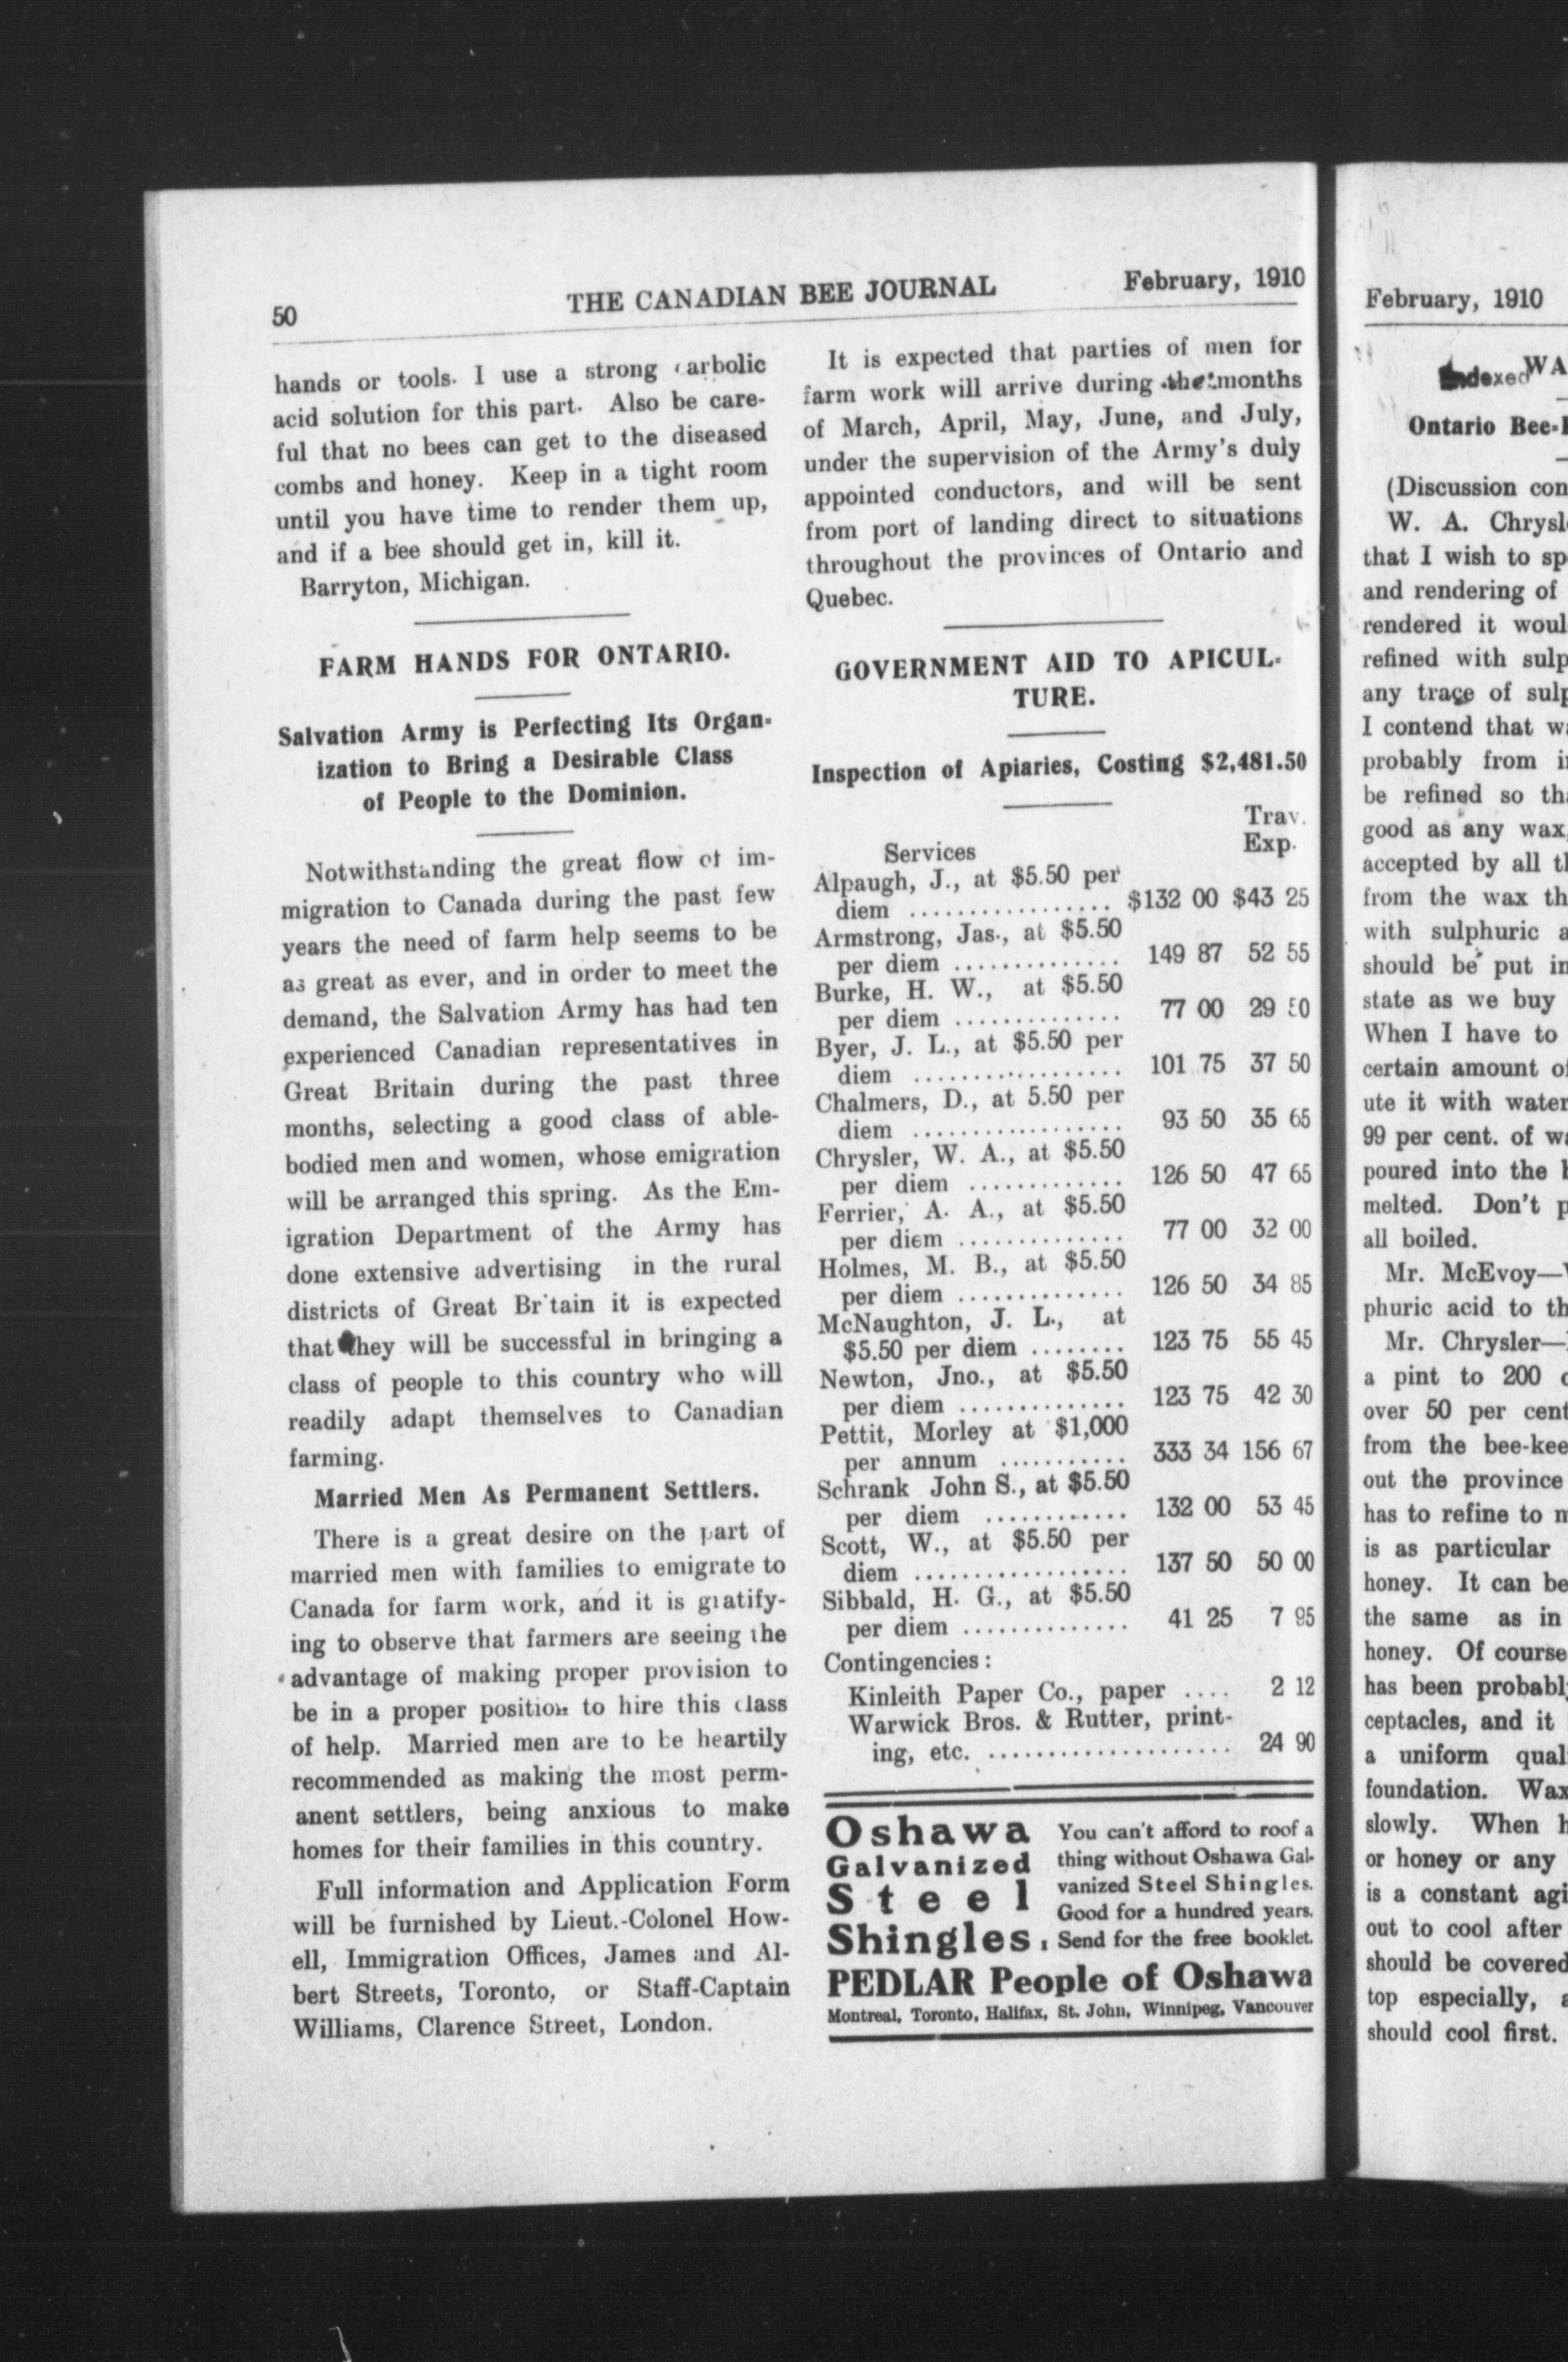 50
THE CANADIAN BEE JOURNAL
February, 1910
hands or tools. I use a strong carbolic
acid solution for this part. Also be care-
ful that no bees can get to the diseased
combs and honey. Keep in a tight room
until you have time to render them up,
and if a bee should get in, kill it.
Barryton, Michigan.
FARM HANDS FOR ONTARIO.
Salvation Army is Perfecting Its Organ-
ization to Bring a Desirable Class
of People to the Dominion.
Notwithstanding the great flow of im-
migration to Canada during the past few
years the need of farm help seems to be
as great as ever, and in order to meet the
demand, the Salvation Army has had ten
experienced Canadian representatives in
Great Britain during the past three
months, selecting a good class of able-
bodied men and women, whose emigration
will be arranged this spring. As the Em-
igration Department of the Army has
done extensive advertising in the rural
districts of Great Britain it is expected
that they will be successful in bringing a
class of people to this country who will
readily adapt themselves to Canadian
farming.
Married Men As Permanent Settlers.
There is a great desire on the part of
married men with families to emigrate to
Canada for farm work, and it is gratify-
ing to observe that farmers are seeing the
advantage of making proper provision to
be in a proper position to hire this class
of help. Married men are to be heartily
recommended as making the most perm-
anent settlers, being anxious to make
homes for their families in this country.
Full information and Application Form
will be furnished by Lieut.-Colonel How-
ell, Immigration Offices, James and Al-
bert Streets, Toronto, or Staff-Captain
Williams, Clarence Street, London.
It is expected that parties of men for
farm work will arrive during the months
of March, April, May, June, and July,
under the supervision of the Army's duly
appointed conductors, and will be sent
from port of landing direct to situations
throughout the provinces of Ontario and
Quebec.
GOVERNMENT AID TO APICUL-
TURE.
Inspection of Apiaries, Costing $2,481.50
Trav.
Services Exp.
Alpaugh, J., at $5.50 per
diem .................. $132 00 $43 25
Armstrong, Jas., at $5.50
per diem .............. 149 87 52 55
Burke, H. W., at $5.50
per diem .............. 77 00 29 50
Byer, J. L., at $5.50 per
diem .................. 101 75 37 50
Chalmers, D., at 5.50 per
diem .................. 93 50 35 65
Chrysler, W. A., at $5.50
per diem ............. 126 50 47 65
Ferrier, A. A., at $5.50
per diem .............. 77 00 32 00
Holmes, M. B., at $5.50
per diem .............. 126 50 34 85
McNaughton, J. L., at
$5.50 per diem ........ 123 75 55 45
Newton, Jno., at $5.50
per diem .............. 123 75 42 30
Pettit, Morley at $1,000
per annum ........... 333 34 156 67
Schrank John S., at $5.50
per diem ............ 132 00 53 45
Scott, W., at $5.50 per
diem .................. 137 50 50 00
Sibbald, H. G., at $5.50
per diem .............. 41 25 7 95
Contingencies:
Kinleith Paper Co., paper .... 2 12
Warwick Bros. & Rutter, print-
ing, etc. ..................... 24 90
Oshawa
Galvanized
Steel
Shingles.
You can't afford to roof a
thing without Oshawa Gal-
vanized Steel Shingles.
Good for a hundred years.
Send for the free booklet.
PEDLAR People of Oshawa
Montreal, Toronto, Halifax, St. John, Winnipeg, Vancouver
February, 1910
Indexed WA
Ontario Bee-
(Discussion con
W. A. Chrysl
that I wish to sp
and rendering of
rendered it woul
refined with sulp
any trace of sulp
I contend that wa
probably from i
be refined so tha
good as any wax,
accepted by all t
from the wax th
with sulphuric a
should be put in
state as we buy
When I have to
certain amount of
ute it with water
99 per cent. of wa
poured into the
melted. Don't p
all boiled.
Mr. McEvoy—
phuric acid to th
Mr. Chrysler—
a pint to 200
over 50 per cent
from the bee-kee
out the province
has to refine to
is as particular
honey. It can be
the same as in
honey. Of course
has been probabl
ceptacles, and it
a uniform qual
foundation. Wax
slowly. When h
or honey or any
is a constant agi
out to cool after
should be covered
top especially, a
should cool first.